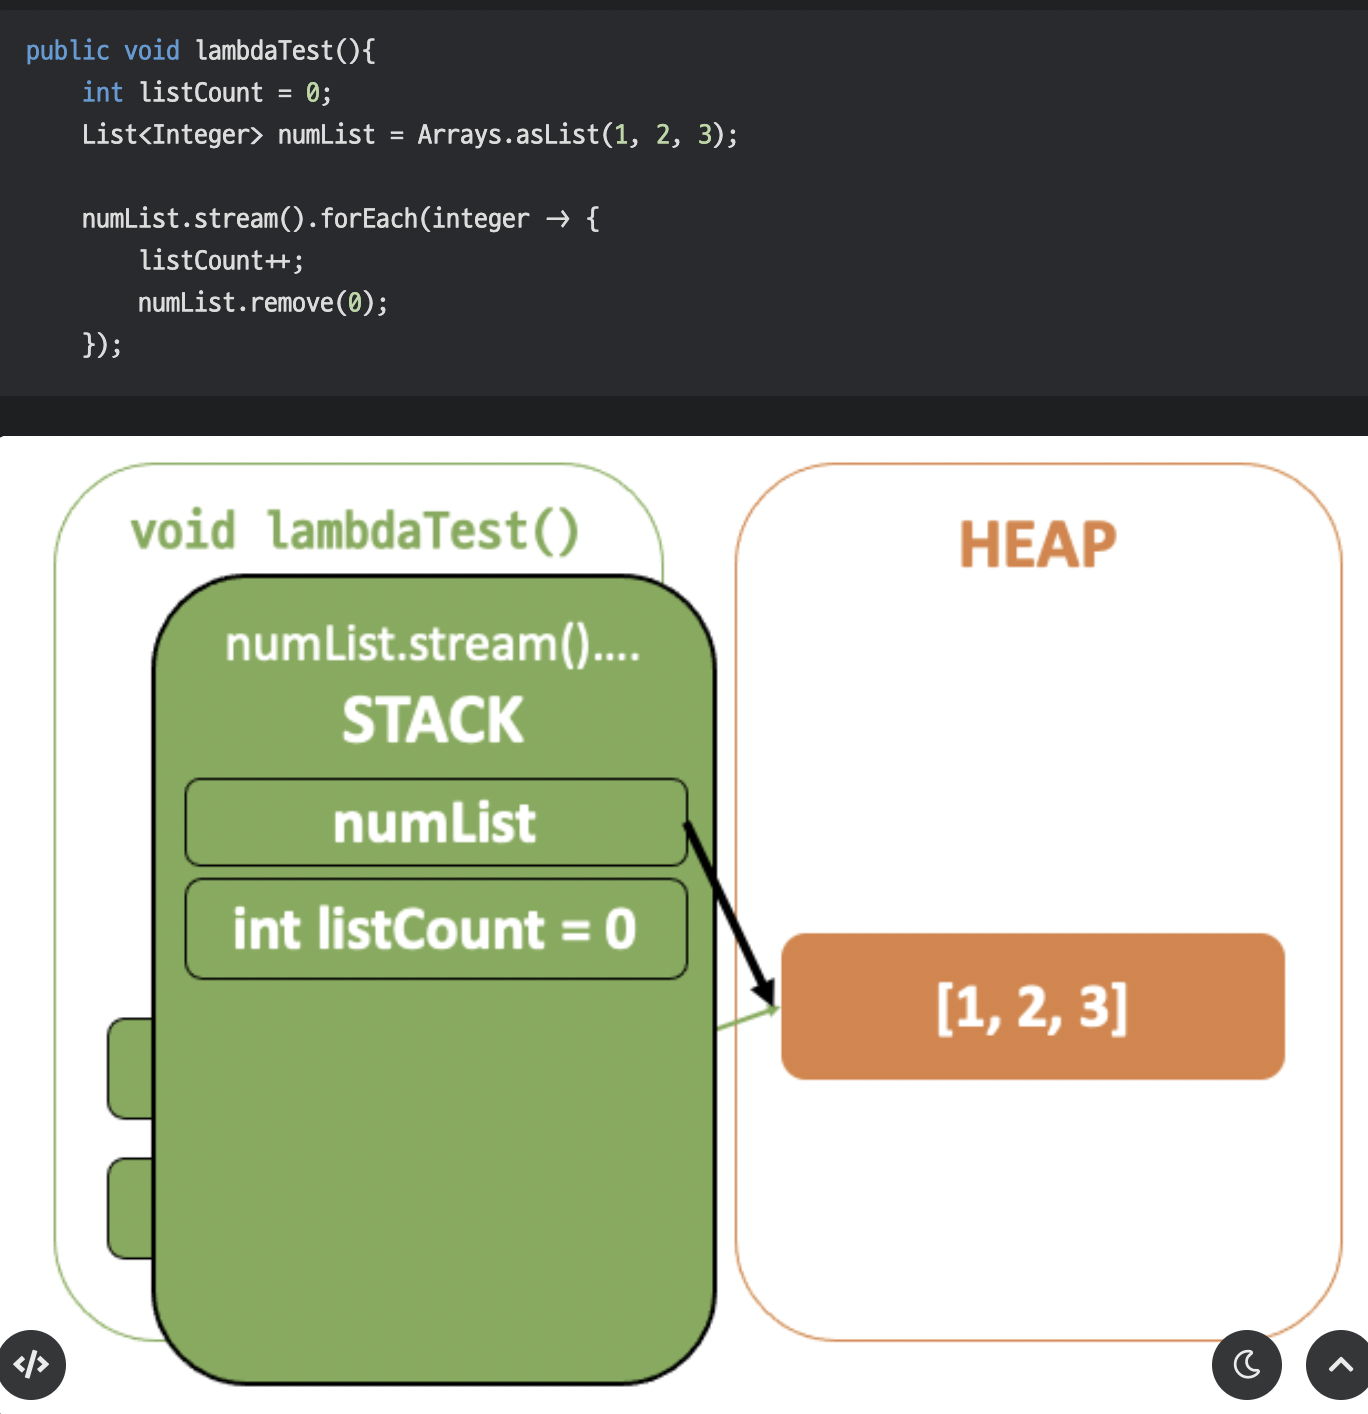 public void lambdaTest(){
    int listCount = 0;
    List<Integer> numList = Arrays.asList(1, 2, 3);
    numList.stream().forEach(integer -> {
        listCount++;
        numList.remove(0);
    });
void lambdaTest()
HEAP
numList.stream()....
STACK
numList
int listCount = 0
[1, 2, 3]
</>